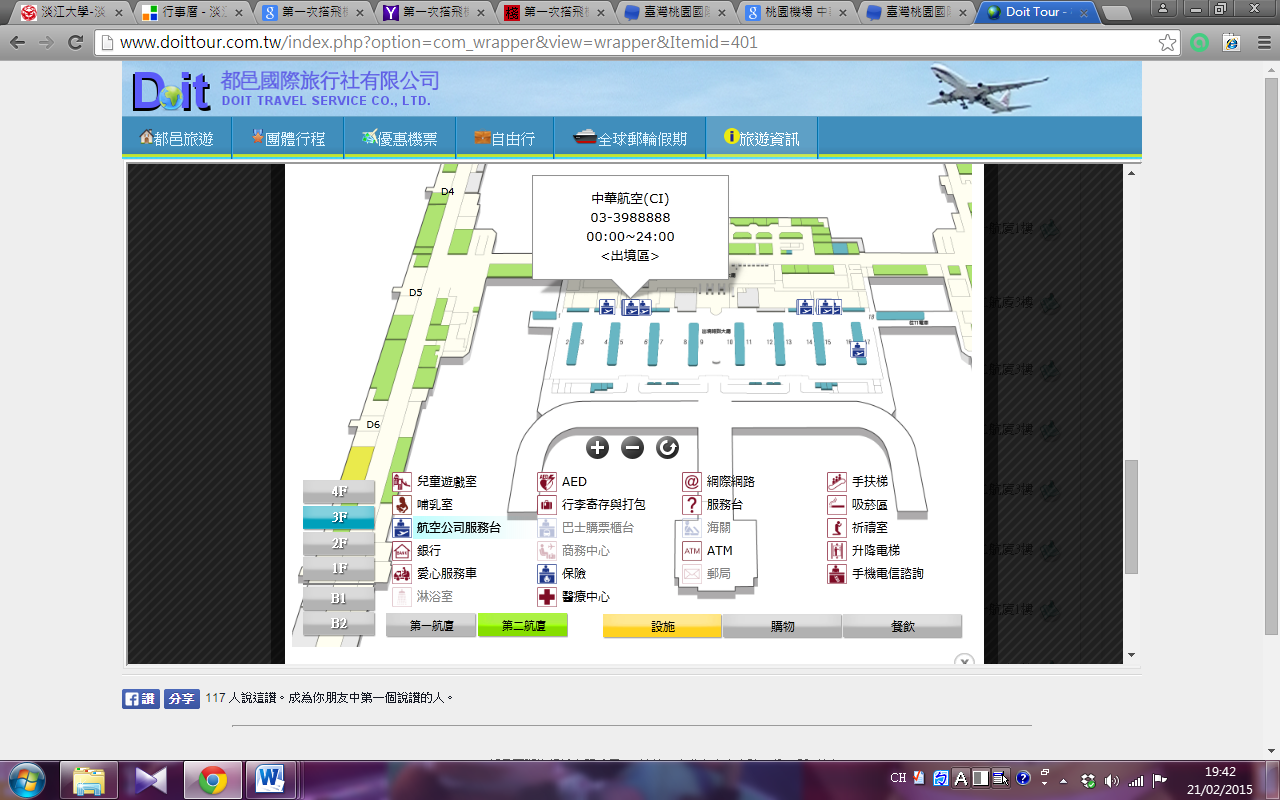 淡江大學-淡
行事曆 - 淡
第一次搭飛
第一次搭飛
第一次搭飛
臺灣桃園國
桃園機場 中
臺灣桃園國
Doit Tour -
www.doittour.com.tw/index.php?option=com_wrapper&view=wrapper&Itemid=401
Doit
都邑國際旅行社有限公司
DOIT TRAVEL SERVICE CO., LTD.
都邑旅遊
團體行程
優惠機票
自由行
全球郵輪假期
旅遊資訊
中華航空(CI)
03-3988888
00:00~24:00
<出境區>
D4
D5
D6
兒童遊戲室
AED
網際網路
手扶梯
哺乳室
行李寄存與打包
服務台
吸菸區
航空公司服務台
巴士購票櫃台
海關
祈禱室
銀行
商務中心
ATM
ATM
升降電梯
愛心服務車
保險
郵局
手機電信諮詢
淋浴室
醫療中心
4F
3F
2F
1F
B1
B2
第一航廈
第二航廈
設施
購物
餐飲
讚
分享
117 人說這讚。成為你朋友中第一個說讚的人。
CH
19:42
21/02/2015